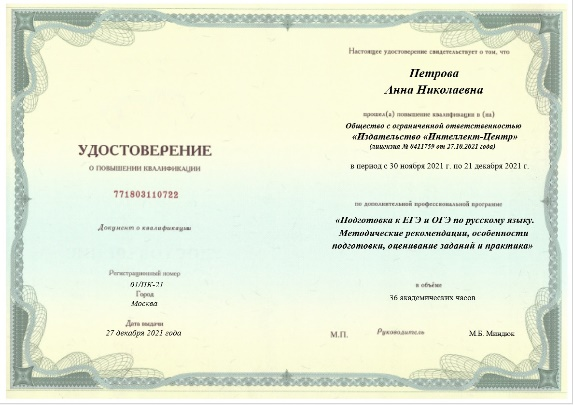 УДОСТОВЕРЕНИЕ
О ПОВЫШЕНИИ КВАЛИФИКАЦИИ
771803110722
Документ о квалификации
Регистрационный номер
01/ПК-21
Город
Москва
Дата выдачи
27 декабря 2021 года
Настоящее удостоверение свидетельствует о том, что
Петрова
Анна Николаевна
прошел(а) повышение квалификации в (на)
Общество с ограниченной ответственностью
«Издательство «Интеллект-Центр»
(лицензия № 0411759 от 27.10.2021 года)
в период с 30 ноября 2021 г. по 21 декабря 2021 г.
по дополнительной профессиональной программе
«Подготовка к ЕГЭ и ОГЭ по русскому языку.
Методические рекомендации, особенности
подготовки, оценивание заданий и практика»
в объёме
36 академических часов
М.П.
Руководитель
М.Б. Миндюк